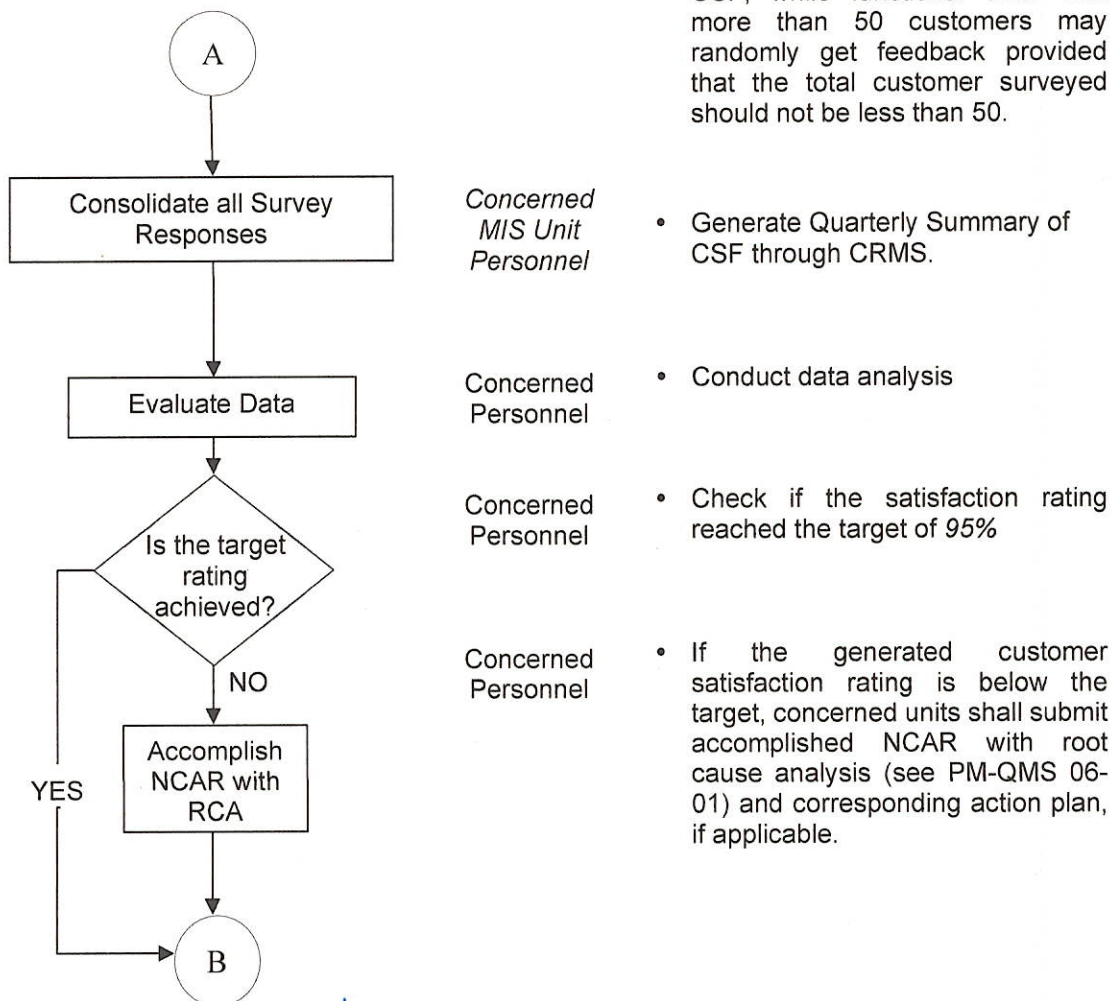 more than 50 customers may
randomly get feedback provided
that the total customer surveyed
should not be less than 50.
A
Consolidate all Survey
Responses
Concerned
MIS Unit
Personnel
• Generate Quarterly Summary of
CSF through CRMS.
Evaluate Data
Concerned
Personnel
• Conduct data analysis
Is the target
rating
achieved?
Concerned
Personnel
• Check if the satisfaction rating
reached the target of 95%
NO
YES
Accomplish
NCAR with
RCA
Concerned
Personnel
• If the generated customer
satisfaction rating is below the
target, concerned units shall submit
accomplished NCAR with root
cause analysis (see PM-QMS 06-
01) and corresponding action plan,
if applicable.
B